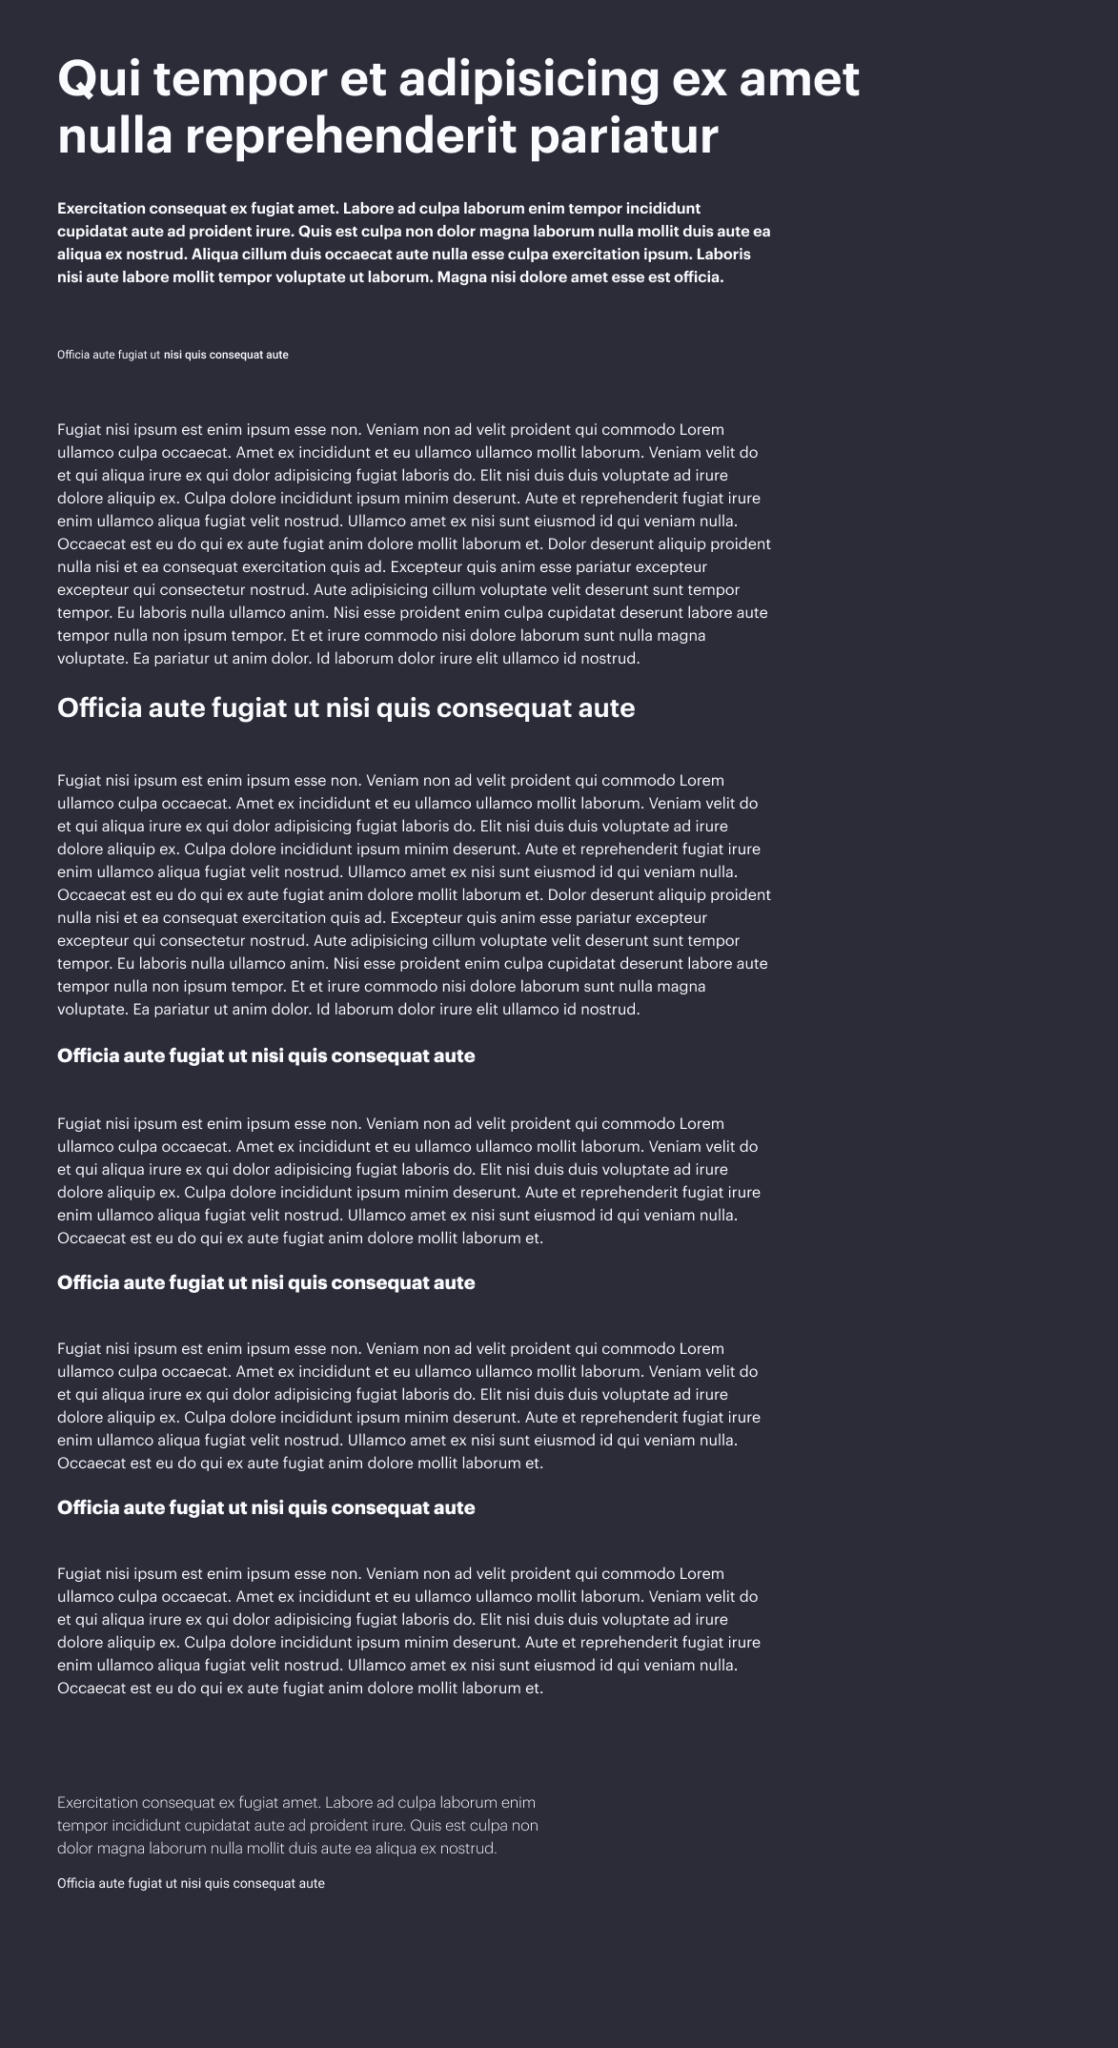 Qui tempor et adipisicing ex amet
nulla reprehenderit pariatur
Exercitation consequat ex fugiat amet. Labore ad culpa laborum enim tempor incididunt
cupidatat aute ad proident irure. Quis est culpa non dolor magna laborum nulla mollit duis aute ea
aliqua ex nostrud. Aliqua cillum duis occaecat aute nulla esse culpa exercitation ipsum. Laboris
nisi aute labore mollit tempor voluptate ut laborum. Magna nisi dolore amet esse est officia.
Officia aute fugiat ut nisi quis consequat aute
Fugiat nisi ipsum est enim ipsum esse non. Veniam non ad velit proident qui commodo Lorem
ullamco culpa occaecat. Amet ex incididunt et eu ullamco ullamco mollit laborum. Veniam velit do
et qui aliqua irure ex qui dolor adipisicing fugiat laboris do. Elit nisi duis duis voluptate ad irure
dolore aliquip ex. Culpa dolore incididunt ipsum minim deserunt. Aute et reprehenderit fugiat irure
enim ullamco aliqua fugiat velit nostrud. Ullamco amet ex nisi sunt eiusmod id qui veniam nulla.
Occaecat est eu do qui ex aute fugiat anim dolore mollit laborum et. Dolor deserunt aliquip proident
nulla nisi et ea consequat exercitation quis ad. Excepteur quis anim esse pariatur excepteur
excepteur qui consectetur nostrud. Aute adipisicing cillum voluptate velit deserunt sunt tempor
tempor. Eu laboris nulla ullamco anim. Nisi esse proident enim culpa cupidatat deserunt labore aute
tempor nulla non ipsum tempor. Et et irure commodo nisi dolore laborum sunt nulla magna
voluptate. Ea pariatur ut anim dolor. Id laborum dolor irure elit ullamco id nostrud.
Officia aute fugiat ut nisi quis consequat aute
Fugiat nisi ipsum est enim ipsum esse non. Veniam non ad velit proident qui commodo Lorem
ullamco culpa occaecat. Amet ex incididunt et eu ullamco ullamco mollit laborum. Veniam velit do
et qui aliqua irure ex qui dolor adipisicing fugiat laboris do. Elit nisi duis duis voluptate ad irure
dolore aliquip ex. Culpa dolore incididunt ipsum minim deserunt. Aute et reprehenderit fugiat irure
enim ullamco aliqua fugiat velit nostrud. Ullamco amet ex nisi sunt eiusmod id qui veniam nulla.
Occaecat est eu do qui ex aute fugiat anim dolore mollit laborum et. Dolor deserunt aliquip proident
nulla nisi et ea consequat exercitation quis ad. Excepteur quis anim esse pariatur excepteur
excepteur qui consectetur nostrud. Aute adipisicing cillum voluptate velit deserunt sunt tempor
tempor. Eu laboris nulla ullamco anim. Nisi esse proident enim culpa cupidatat deserunt labore aute
tempor nulla non ipsum tempor. Et et irure commodo nisi dolore laborum sunt nulla magna
voluptate. Ea pariatur ut anim dolor. Id laborum dolor irure elit ullamco id nostrud.
Officia aute fugiat ut nisi quis consequat aute
Fugiat nisi ipsum est enim ipsum esse non. Veniam non ad velit proident qui commodo Lorem
ullamco culpa occaecat. Amet ex incididunt et eu ullamco ullamco mollit laborum. Veniam velit do
et qui aliqua irure ex qui dolor adipisicing fugiat laboris do. Elit nisi duis duis voluptate ad irure
dolore aliquip ex. Culpa dolore incididunt ipsum minim deserunt. Aute et reprehenderit fugiat irure
enim ullamco aliqua fugiat velit nostrud. Ullamco amet ex nisi sunt eiusmod id qui veniam nulla.
Occaecat est eu do qui ex aute fugiat anim dolore mollit laborum et.
Officia aute fugiat ut nisi quis consequat aute
Fugiat nisi ipsum est enim ipsum esse non. Veniam non ad velit proident qui commodo Lorem
ullamco culpa occaecat. Amet ex incididunt et eu ullamco ullamco mollit laborum. Veniam velit do
et qui aliqua irure ex qui dolor adipisicing fugiat laboris do. Elit nisi duis duis voluptate ad irure
dolore aliquip ex. Culpa dolore incididunt ipsum minim deserunt. Aute et reprehenderit fugiat irure
enim ullamco aliqua fugiat velit nostrud. Ullamco amet ex nisi sunt eiusmod id qui veniam nulla.
Occaecat est eu do qui ex aute fugiat anim dolore mollit laborum et.
Officia aute fugiat ut nisi quis consequat aute
Fugiat nisi ipsum est enim ipsum esse non. Veniam non ad velit proident qui commodo Lorem
ullamco culpa occaecat. Amet ex incididunt et eu ullamco ullamco mollit laborum. Veniam velit do
et qui aliqua irure ex qui dolor adipisicing fugiat laboris do. Elit nisi duis duis voluptate ad irure
dolore aliquip ex. Culpa dolore incididunt ipsum minim deserunt. Aute et reprehenderit fugiat irure
enim ullamco aliqua fugiat velit nostrud. Ullamco amet ex nisi sunt eiusmod id qui veniam nulla.
Occaecat est eu do qui ex aute fugiat anim dolore mollit laborum et.
Exercitation consequat ex fugiat amet. Labore ad culpa laborum enim
tempor incididunt cupidatat aute ad proident irure. Quis est culpa non
dolor magna laborum nulla mollit duis aute ea aliqua ex nostrud.
Officia aute fugiat ut nisi quis consequat aute